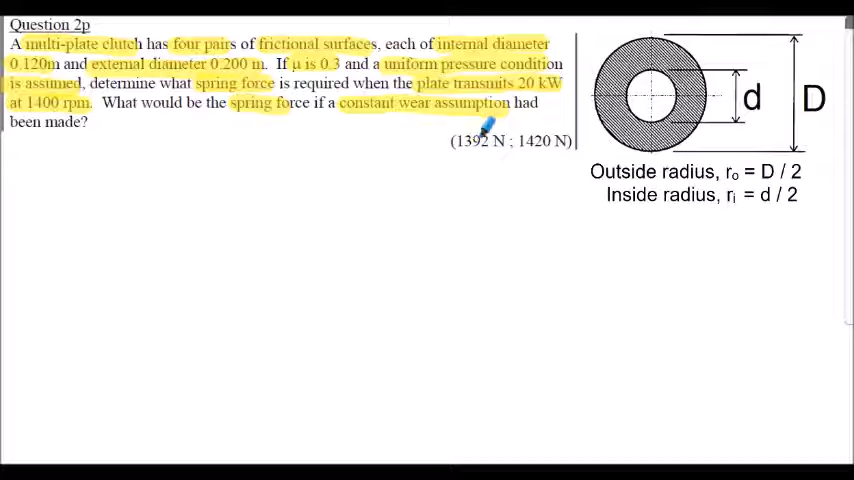 Question 2p
A multi-plate clutch has four pairs of frictional surfaces, each of internal diameter
0.120m and external diameter 0.200 m. If μ is 0.3 and a uniform pressure condition
is assumed, determine what spring force is required when the plate transmits 20 kW
at 1400 rpm. What would be the spring force if a constant wear assumption had
been made?
(1392 N ; 1420 N)
d
D
Outside radius, ro = D / 2
Inside radius, ri = d / 2